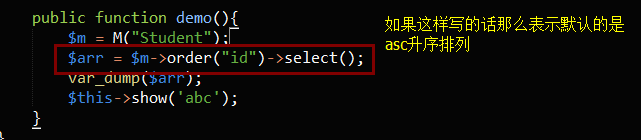 public function demo(){
$m = M("Student");
$arr = $m->order("id")->select();
var_dump($arr);
$this->show('abc');
}
}
如果这样写的话那么表示默认的是
asc升序排列